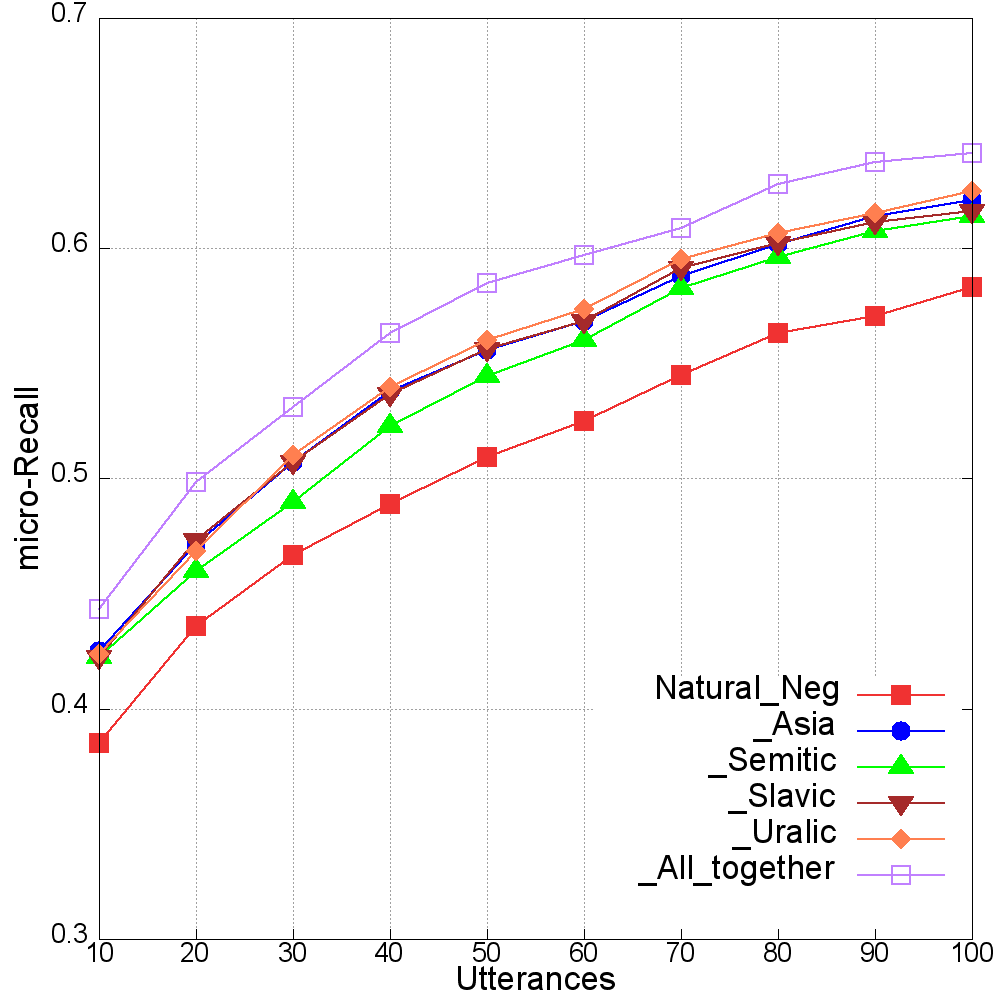 0.7
0.6
0.5
0.4
0.3
micro-Recall
Natural_Neg
_Asia
_Semitic
_Slavic
_Uralic
_All_together
10 20 30 40 50 60 70 80 90 100
Utterances